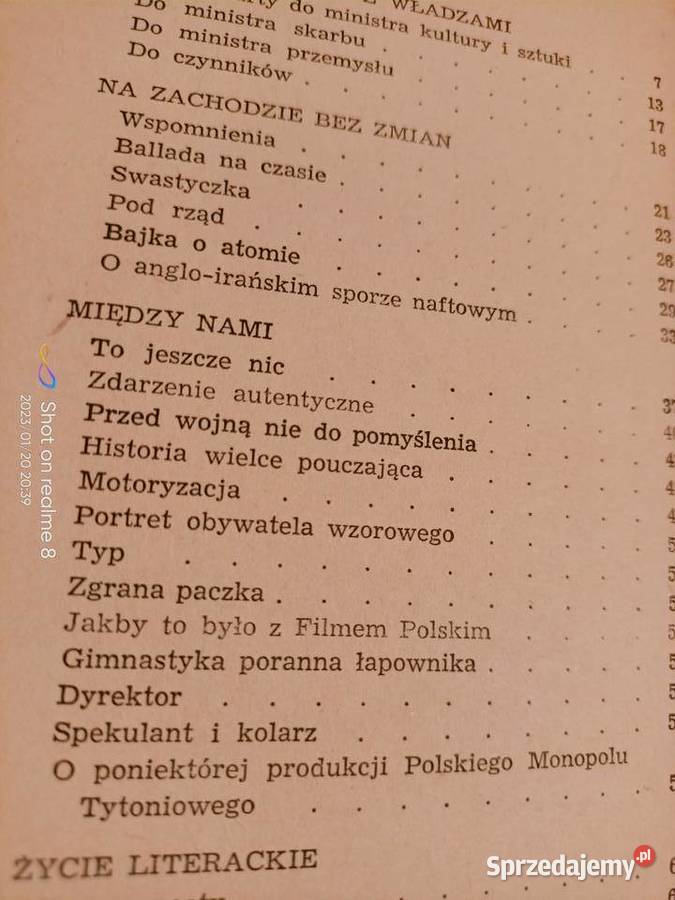 WŁADZAMI
do ministra kultury i sztuki . . 7
Do ministra skarbu . . . . . . 13
Do ministra przemysłu . . . . . 17
Do czynników . . . . . . . 18
NA ZACHODZIE BEZ ZMIAN
Wspomnienia . . . . . . . 21
Ballada na czasie . . . . . . 23
Swastyczka . . . . . . . 26
Pod rząd . . . . . . . . 27
Bajka o atomie . . . . . . 29
O anglo-irańskim sporze naftowym . . . 33
MIĘDZY NAMI
To jeszcze nic . . . . . .
Zdarzenie autentyczne . . . . .
Przed wojną nie do pomyślenia . . . .
Historia wielce pouczająca . . . . .
Motoryzacja . . . . . . .
Portret obywatela wzorowego . . . .
Typ . . . . . . . . .
Zgrana paczka . . . . . . .
Jakby to było z Filmem Polskim . . . .
Gimnastyka poranna łapownika . . . .
Dyrektor . . . . . . . .
Spekulant i kolarz . . . . . .
O poniektórej produkcji Polskiego Monopolu
Tytoniowego . . . . . . .
ŻYCIE LITERACKIE
Shot on realme 8
2023/01/20 20:39
Sprzedajemy.pl